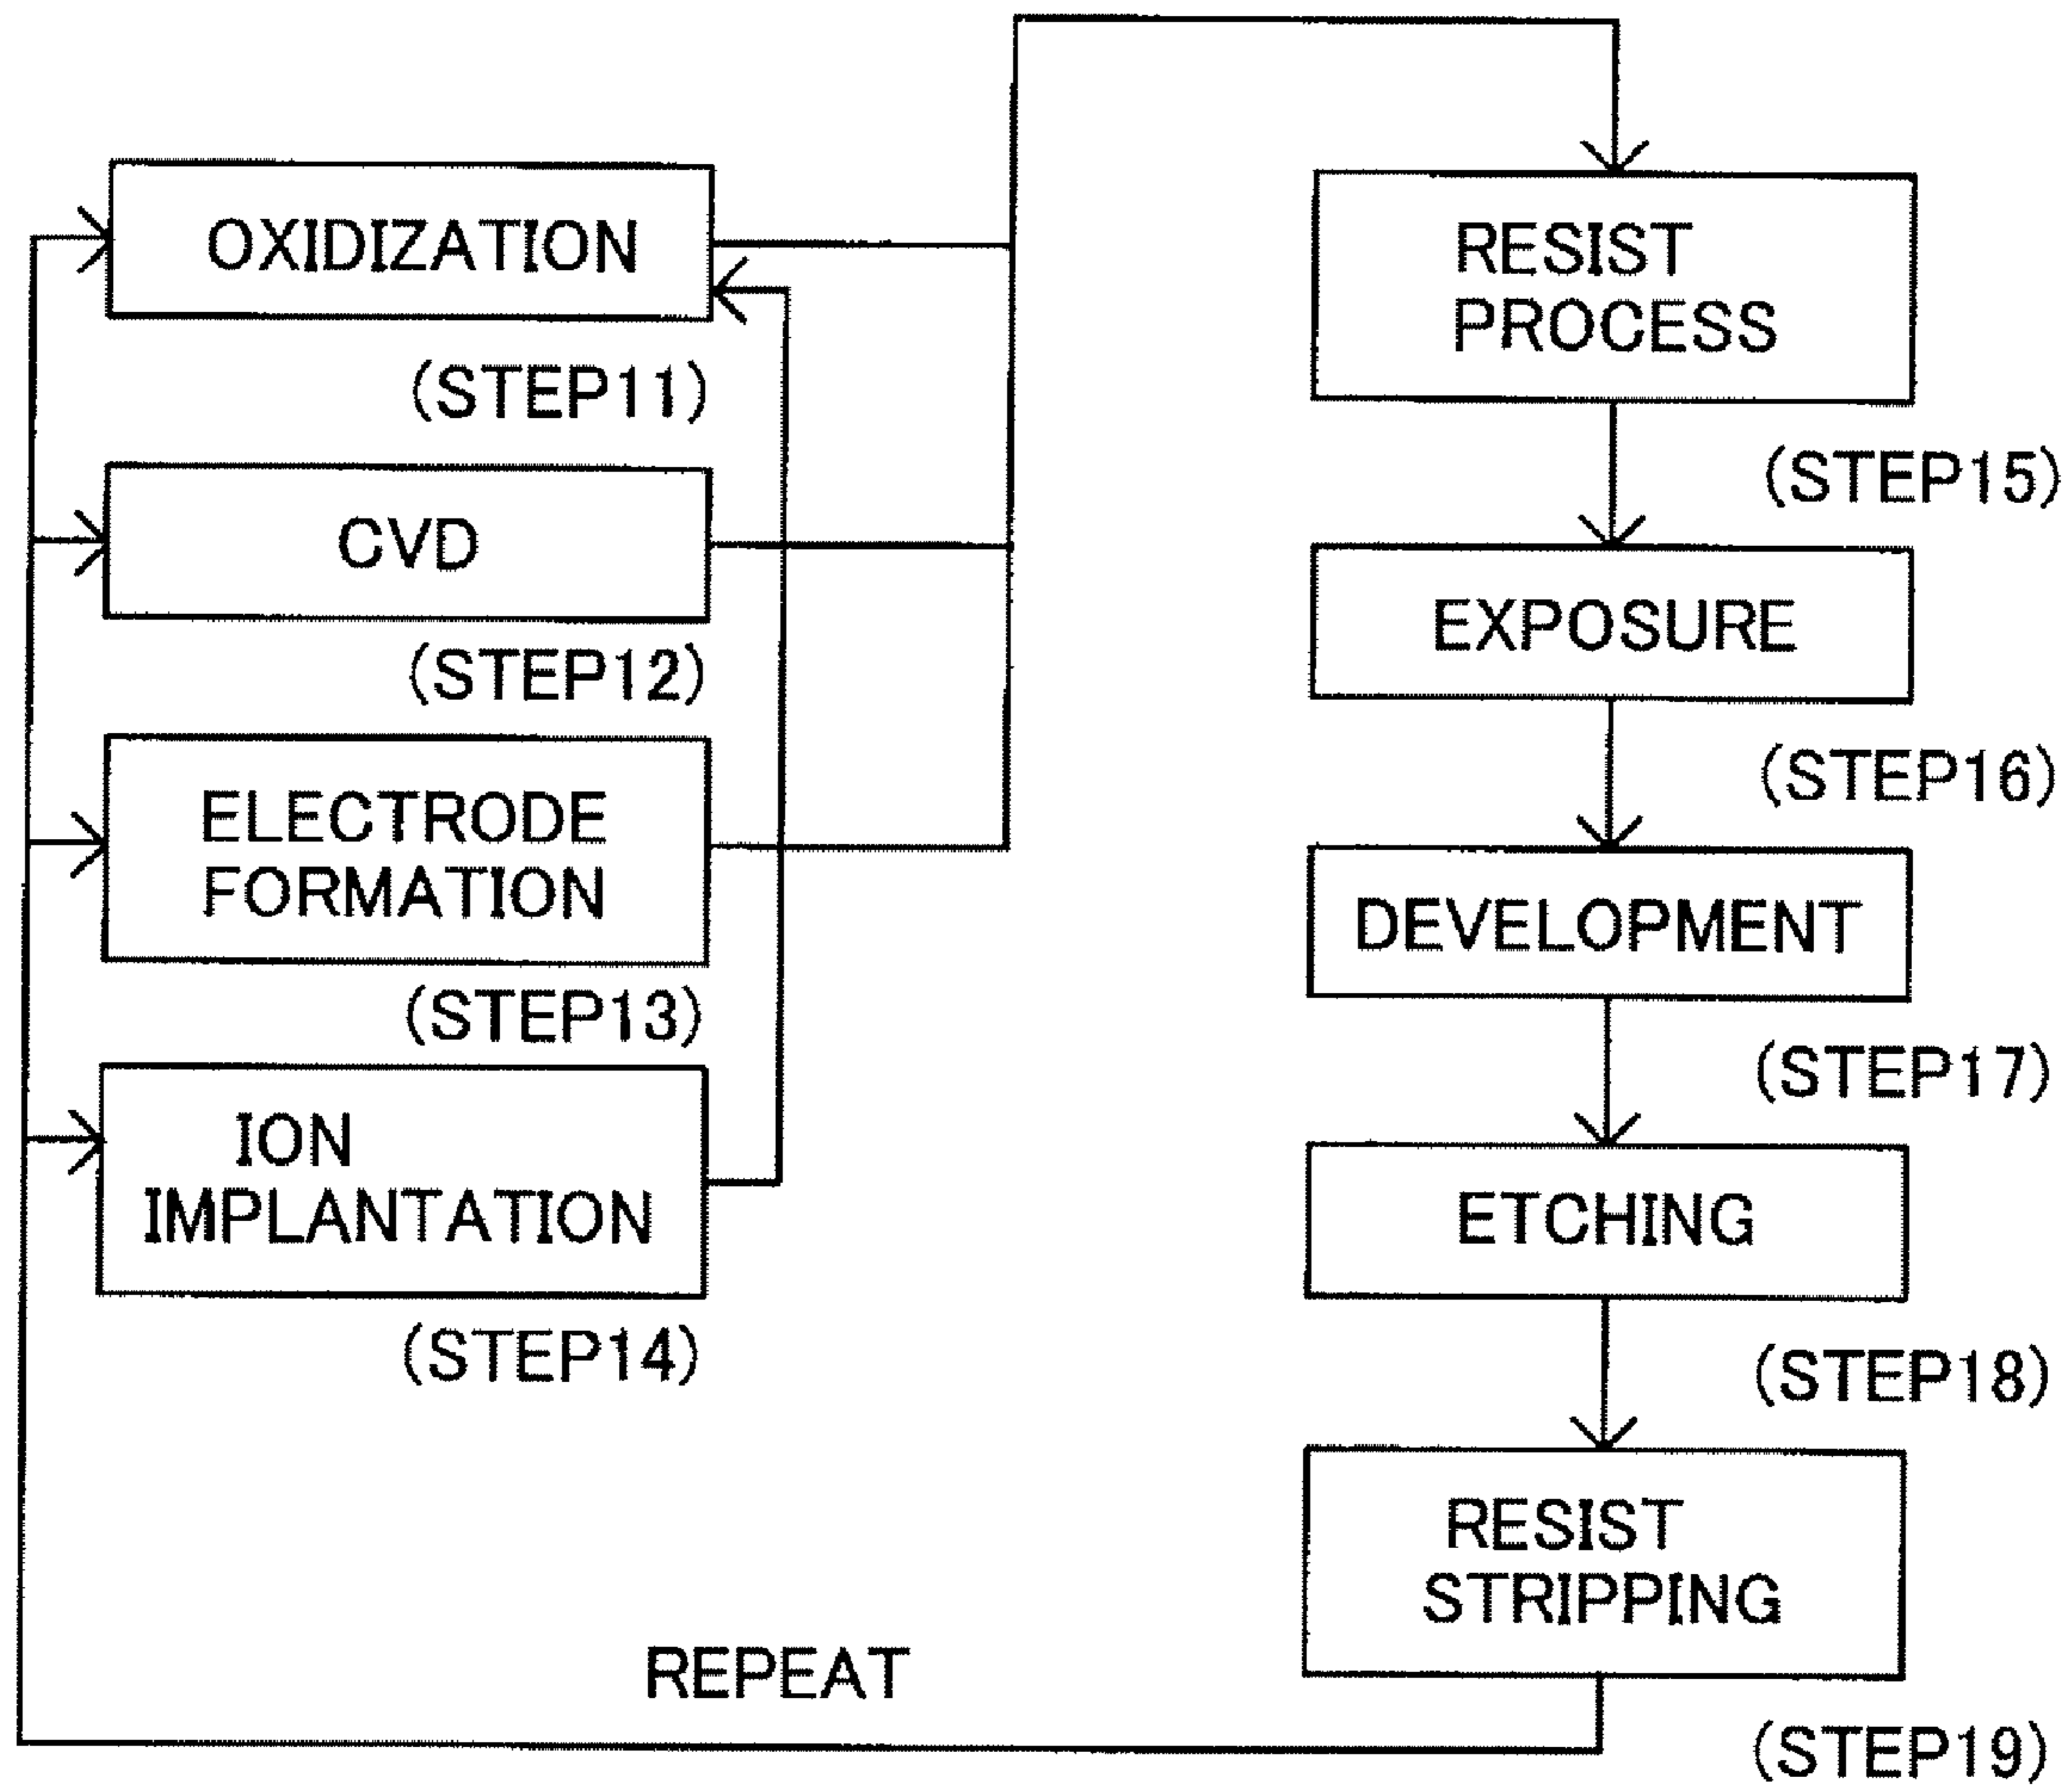 OXIDIZATION
(STEP11)
CVD
(STEP12)
ELECTRODE
FORMATION
(STEP13)
ION
IMPLANTATION
(STEP14)
RESIST
PROCESS
(STEP15)
EXPOSURE
(STEP16)
DEVELOPMENT
(STEP17)
ETCHING
(STEP18)
RESIST
STRIPPING
(STEP19)
REPEAT